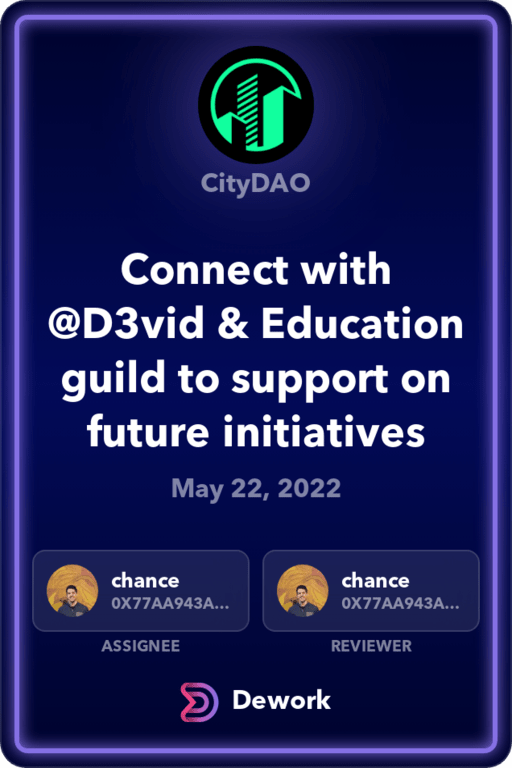 CityDAO
Connect with
@D3vid & Education
guild to support on
future initiatives
May 22, 2022
chance
0X77AA943A...
ASSIGNEE
chance
0X77AA943A...
REVIEWER
Dework